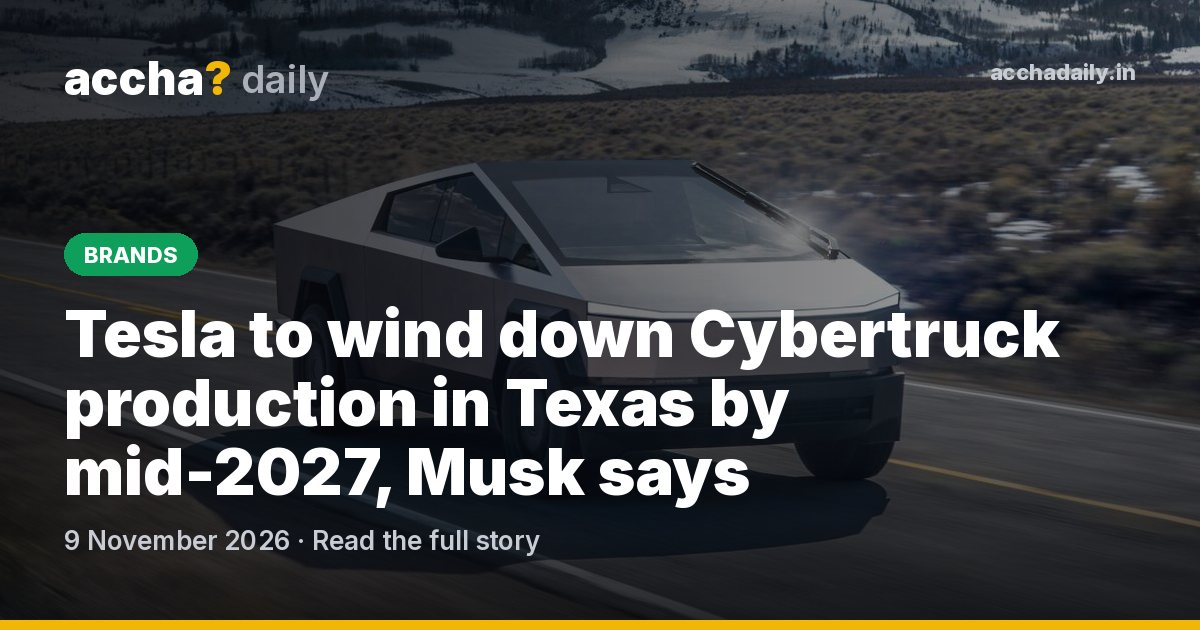 accha? daily
acchadaily.in
BRANDS
Tesla to wind down Cybertruck
production in Texas by
mid-2027, Musk says
9 November 2026 · Read the full story